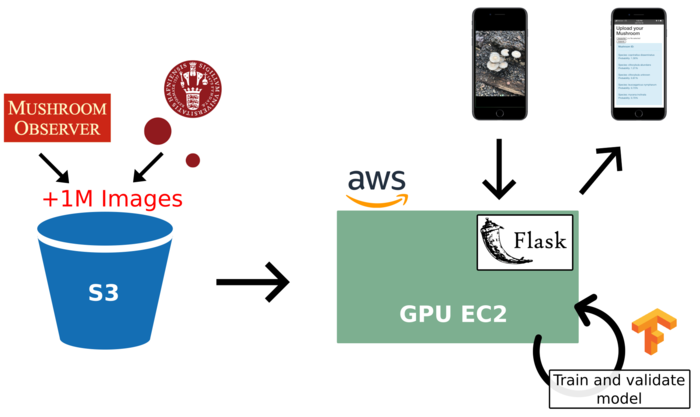 MUSHROOM
OBSERVER
+1M Images
S3
aws
Flask
GPU EC2
Train and validate
model
Upload your
Mushroom